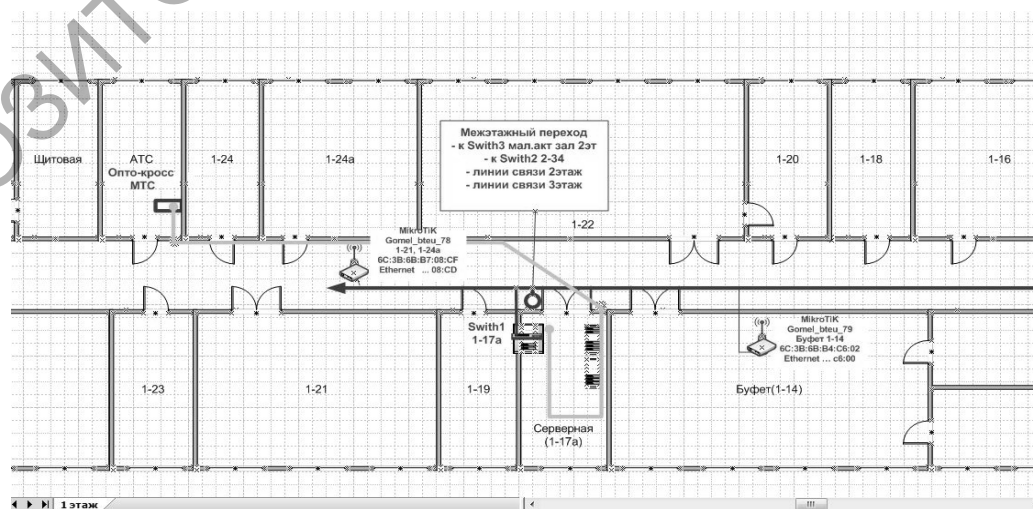 ОЗИТО
Щитовая
АТС
Опто-кросс
МТС
1-24
1-24а
Межэтажный переход
- к Swith3 мал.акт зал 2эт
- к Swith2 2-34
- линии связи 2этаж
- линии связи 3этаж
1-22
1-20
1-18
1-16
MikroTiK
Gomel_bteu_78
1-21, 1-24а
6C:3B:6B:B7:08:CF
Ethernet ... 08:CD
Swith1
1-17а
MikroTiK
Gomel_bteu_79
Буфет 1-14
6C:3B:6B:B4:C6:02
Ethernet ... c6:00
1-23
1-21
1-19
Серверная
(1-17а)
Буфет(1-14)
1 этаж